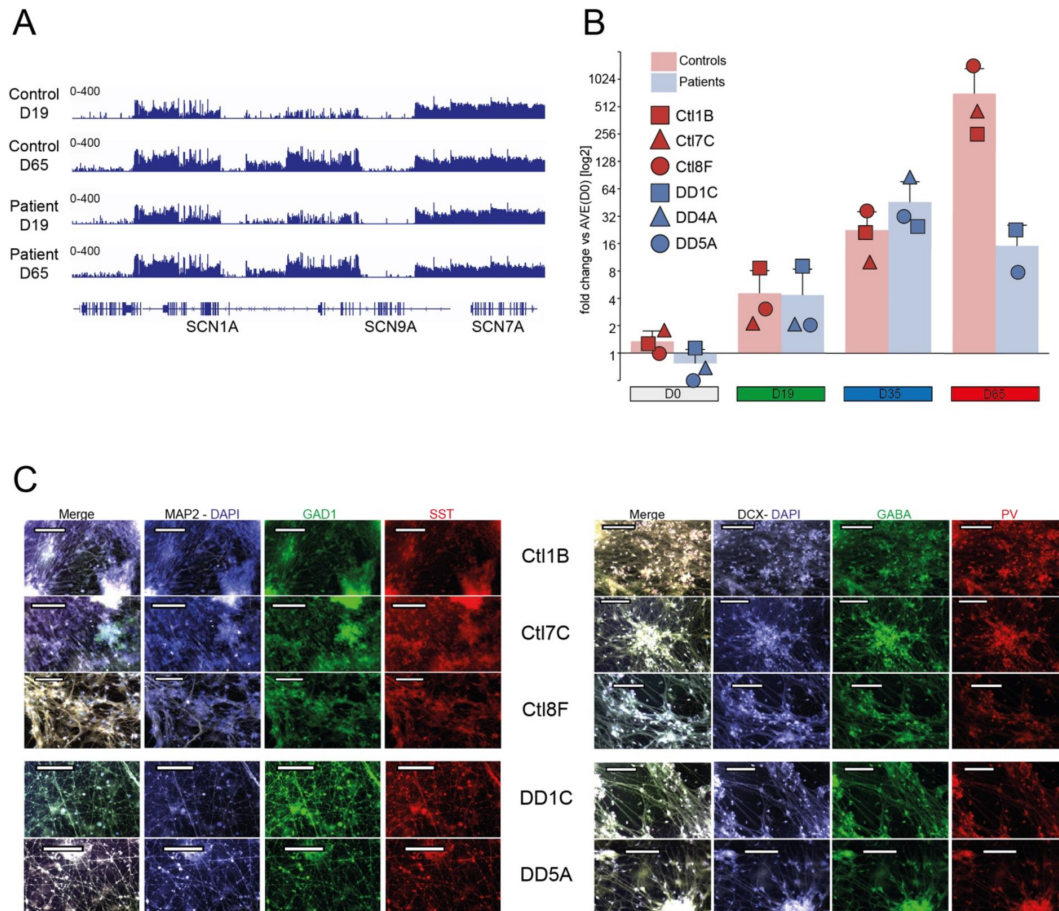 A
Control
D19
0-400
Control
D65
0-400
Patient
D19
0-400
Patient
D65
0-400
SCN1A SCN9A SCN7A
B
fold change vs AVE(D0) [log2]
1024
512
256
128
64
32
16
8
4
2
1
Controls
Patients
Ctl1B
Ctl7C
Ctl8F
DD1C
DD4A
DD5A
D0 D19 D35 D65
C
Merge MAP2 - DAPI GAD1 SST Merge DCX- DAPI GABA PV
Ctl1B
Ctl7C
Ctl8F
DD1C
DD5A